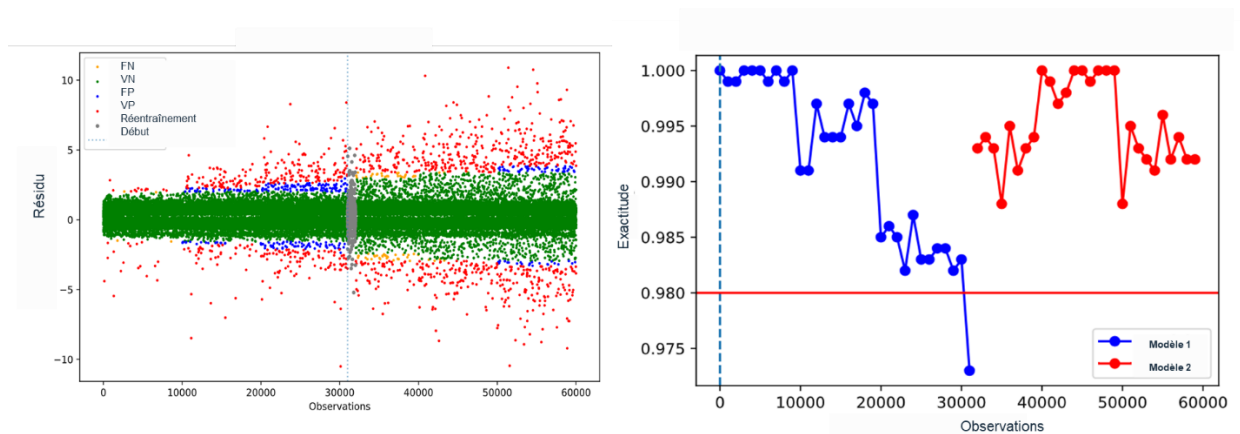 FN
VN
FP
VP
Réentraînement
Début
10
5
0
−5
−10
Résidu
0
10000
20000
30000
40000
50000
60000
Observations
1.000
0.995
0.990
0.985
0.980
0.975
Exactitude
Modèle 1
Modèle 2
0
10000
20000
30000
40000
50000
60000
Observations